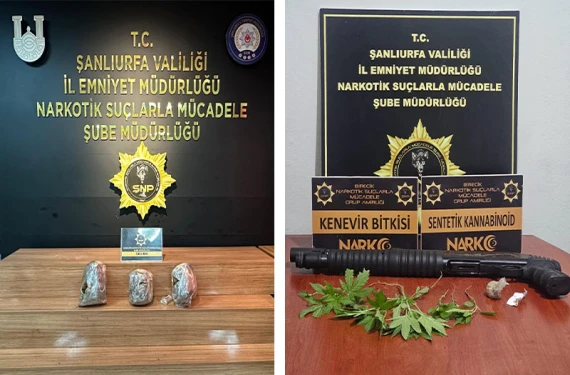 T.C.
ŞANLIURFA VALİLİĞİ
İL EMNİYET MÜDÜRLÜĞÜ
NARKOTİK SUÇLARLA MÜCADELE
ŞUBE MÜDÜRLÜĞÜ
SNP
T.C.
ŞANLIURFA VALİLİĞİ
İL EMNİYET MÜDÜRLÜĞÜ
NARKOTİK SUÇLARLA MÜCADELE
ŞUBE MÜDÜRLÜĞÜ
BİRECİK
NARKOTİK SUÇLARLA
MÜCADELE
GRUP AMİRLİĞİ
KENEVİR BİTKİSİ
NARKO
BİRECİK
NARKOTİK SUÇLARLA
MÜCADELE
GRUP AMİRLİĞİ
SENTETİK KANNABİNOİD
NARKO